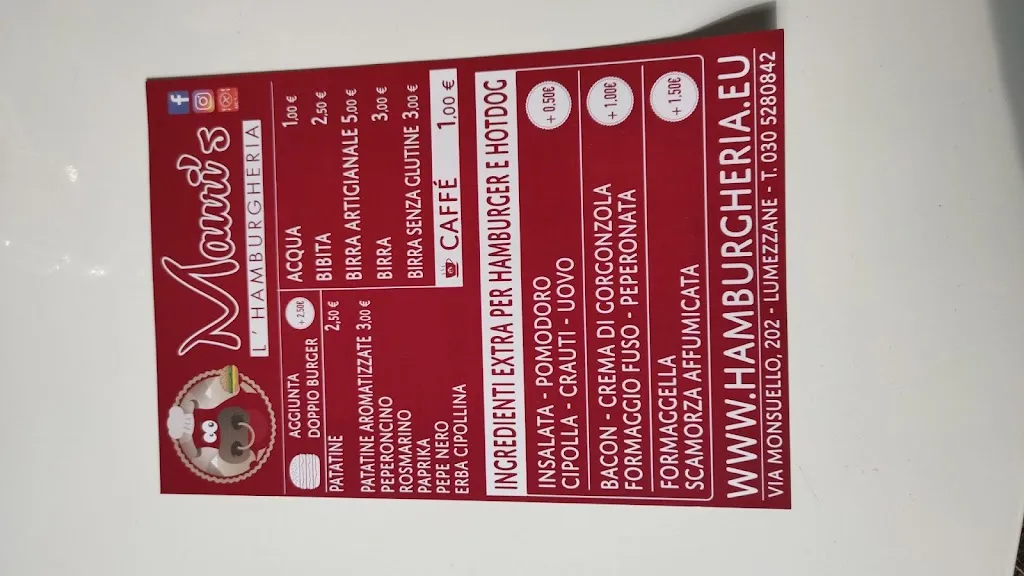 Mauri's
L'HAMBURGHERIA
AGGIUNTA
DOPPIO BURGER
+ 2,50€
PATATINE 2,50 €
PATATINE AROMATIZZATE 3,00 €
PEPERONCINO
ROSMARINO
PAPRIKA
PEPE NERO
ERBA CIPOLLINA
ACQUA 1,00 €
BIBITA 2,50 €
BIRRA ARTIGIANALE 5,00 €
BIRRA 3,00 €
BIRRA SENZA GLUTINE 3,00 €
CAFFÉ 1,00 €
INGREDIENTI EXTRA PER HAMBURGER E HOTDOG
INSALATA - POMODORO
CIPOLLA - CRAUTI - UOVO
+ 0,50€
BACON - CREMA DI GORGONZOLA
FORMAGGIO FUSO - PEPERONATA
+ 1,00€
FORMAGGELLA
SCAMORZA AFFUMICATA
+ 1,50€
WWW.HAMBURGHERIA.EU
VIA MONSUELLO, 202 - LUMEZZANE - T. 030 5280842